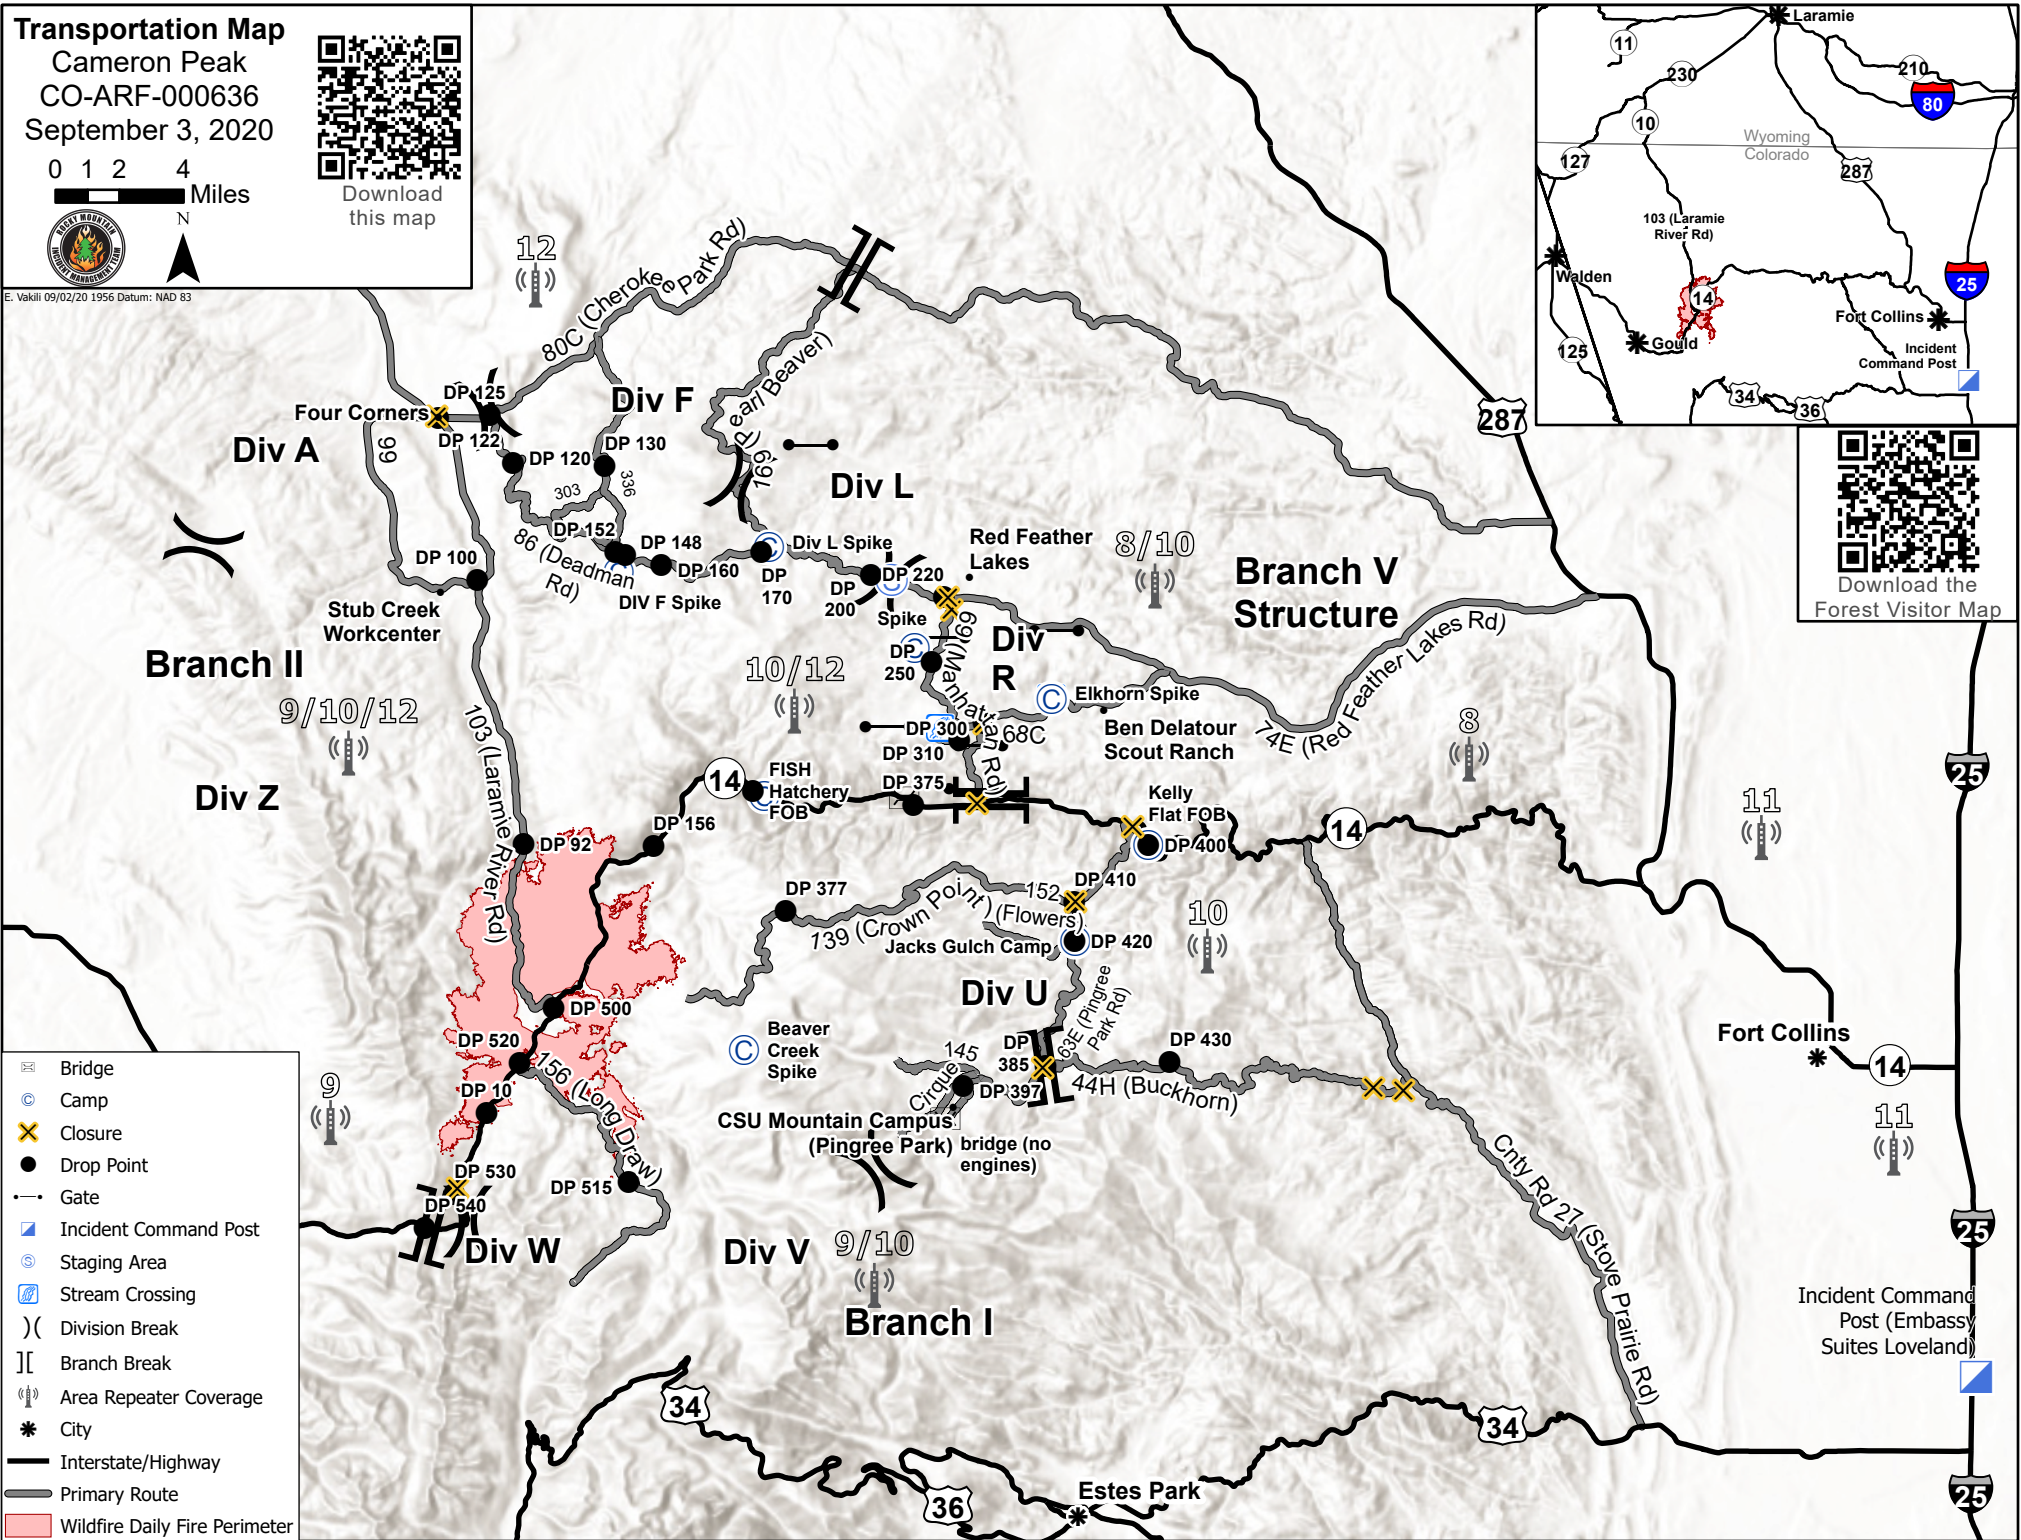 Transportation Map
Cameron Peak
CO-ARF-000636
September 3, 2020
0 1 2 4
Miles
ROCKY MOUNTAIN
INCIDENT MANAGEMENT TEAM
N
Download
this map
E. Vakili 09/02/20 1956 Datum: NAD 83
Laramie
11
230
210
80
10
Wyoming
Colorado
127
287
103 (Laramie
River Rd)
Walden
25
14
Fort Collins
Gould
125
Incident
Command Post
34
36
Download the
Forest Visitor Map
12
80C (Cherokee Park Rd)
169 (Pearl Beaver)
DP 125
Four Corners
DP 122
Div F
Div A
99
DP 120
DP 130
303
336
287
Div L
DP 152
DP 148
DP 100
86 (Deadman
Rd)
DP 160
DP
170
Div L Spike
DIV F Spike
Stub Creek
Workcenter
DP 220
DP
200
Spike
Red Feather
Lakes
8/10
Branch V
Structure
Branch II
DP
250
69 (Manhattan Rd)
Div
R
10/12
9/10/12
Elkhorn Spike
Ben Delatour
Scout Ranch
74E (Red Feather Lakes Rd)
8
DP 300
DP 310
68C
103 (Laramie River Rd)
Div Z
14
FISH
Hatchery
FOB
DP 375
Kelly
Flat FOB
25
11
14
DP 156
DP 92
DP 400
DP 377
DP 410
152
(Flowers)
139 (Crown Point)
10
Jacks Gulch Camp
DP 420
Div U
63E (Pingree
Park Rd)
DP 500
DP 520
Beaver
Creek
Spike
DP
385
DP 430
Fort Collins
14
156 (Long Draw)
DP 10
9
145
Cirque
DP 397
44H (Buckhorn)
CSU Mountain Campus
(Pingree Park)
bridge (no
engines)
11
DP 530
DP 540
DP 515
Div W
Div V
9/10
Branch I
Cnty Rd 27 (Stove Prairie Rd)
25
Incident Command
Post (Embassy
Suites Loveland)
34
34
36
Estes Park
25
Bridge
Camp
Closure
Drop Point
Gate
Incident Command Post
Staging Area
Stream Crossing
Division Break
Branch Break
Area Repeater Coverage
City
Interstate/Highway
Primary Route
Wildfire Daily Fire Perimeter